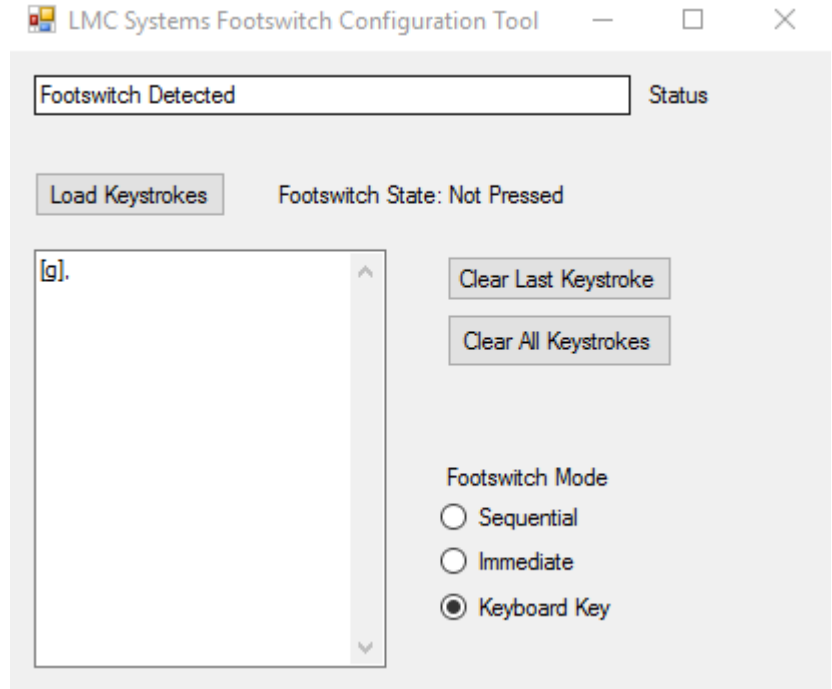 LMC Systems Footswitch Configuration Tool
Footswitch Detected Status
Load Keystrokes Footswitch State: Not Pressed
[g].
Clear Last Keystroke
Clear All Keystrokes
Footswitch Mode
Sequential
Immediate
Keyboard Key